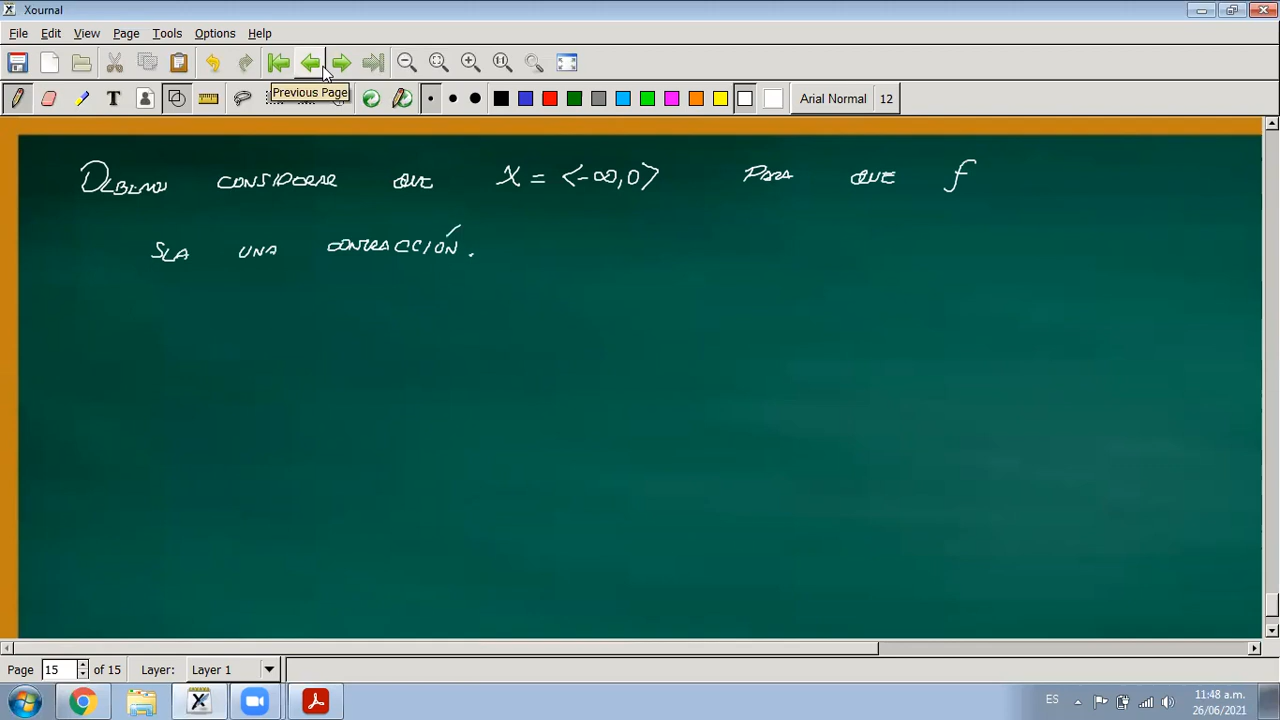 Xournal
File Edit View Page Tools Options Help
Previous Page
Arial Normal 12
DEBEMOS CONSIDERAR QUE X = <-∞,0> PARA QUE f
SEA UNA CONTRACCIÓN.
Page 15 of 15 Layer: Layer 1
ES 11:48 a.m.
26/06/2021